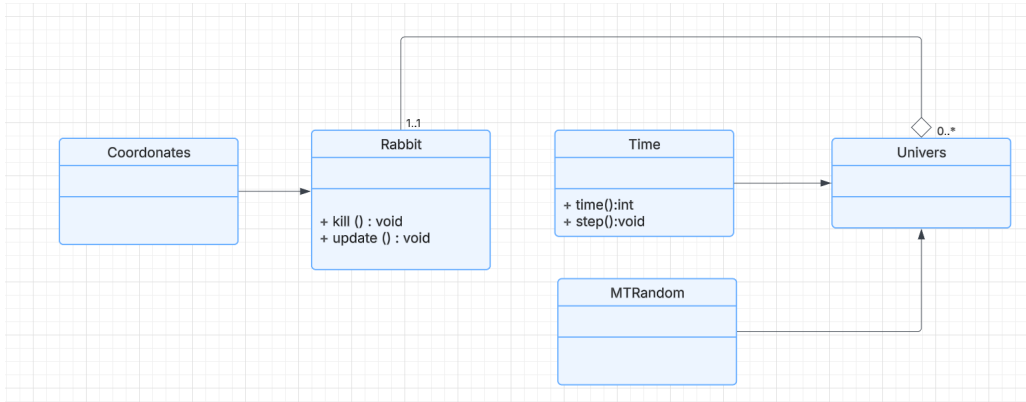 1..1
0..*
Coordonates
Rabbit
+ kill () : void
+ update () : void
Time
+ time():int
+ step():void
Univers
MTRandom